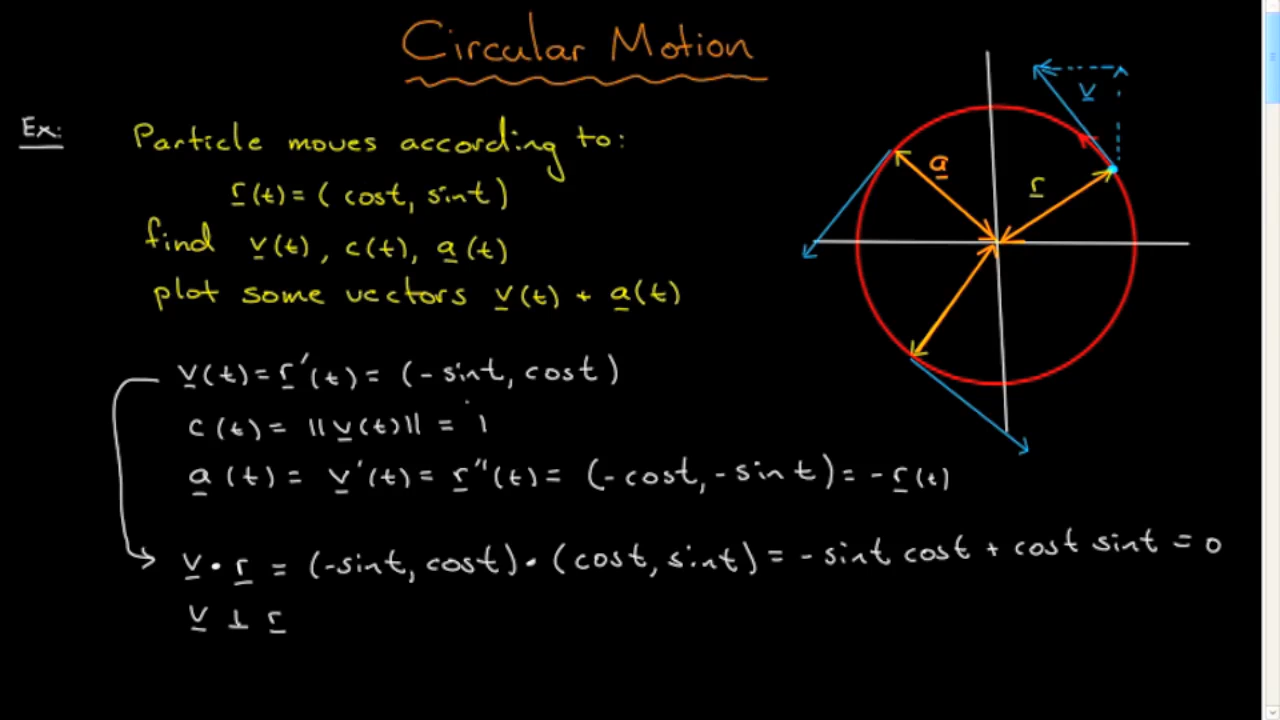 Circular Motion
Ex: Particle moves according to:
r(t)=(cost, sint)
find v(t), c(t), a(t)
plot some vectors v(t) + a(t)
v(t)=r'(t)=(-sint, cost)
c(t)=||v(t)||=1
a(t)=v'(t)=r''(t)=(-cost,-sint)=-r(t)
v·r=(-sint, cost)·(cost, sint)=-sint cost+cost sint=0
v⊥r
v
a
r